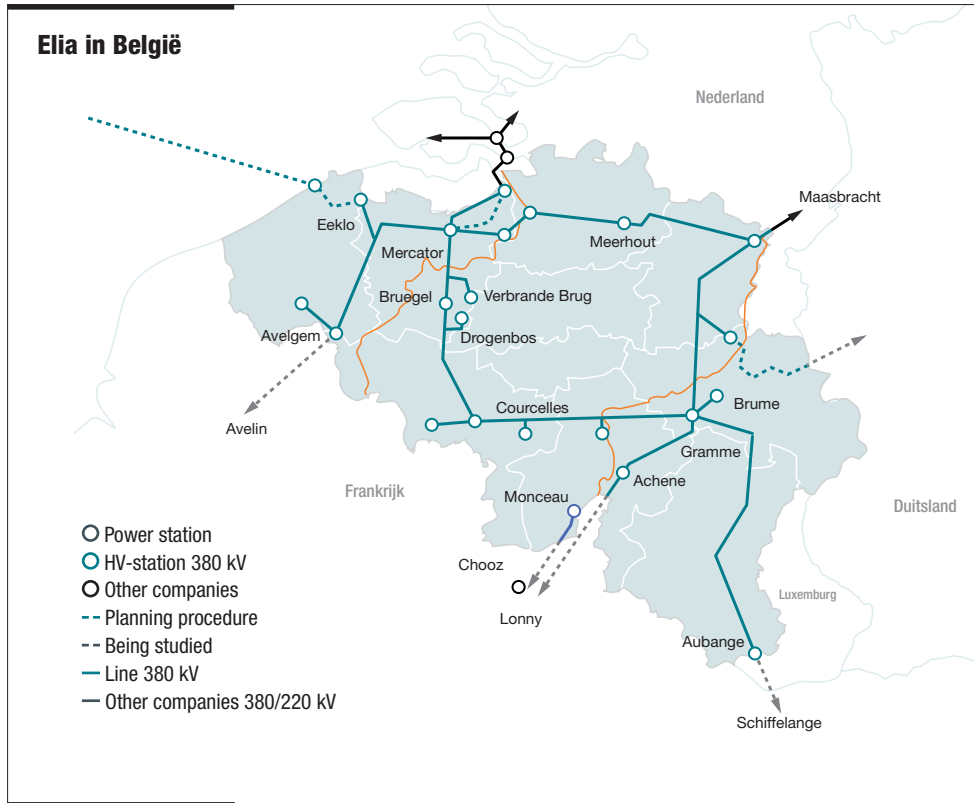 Elia in België
Nederland
Maasbracht
Eeklo
Mercator
Meerhout
Bruegel
Verbrande Brug
Avelgem
Drogenbos
Avelin
Courcelles
Brume
Gramme
Frankrijk
Achene
Monceau
Duitsland
Chooz
Lonny
Luxemburg
Aubange
Schiffelange
Power station
HV-station 380 kV
Other companies
Planning procedure
Being studied
Line 380 kV
Other companies 380/220 kV